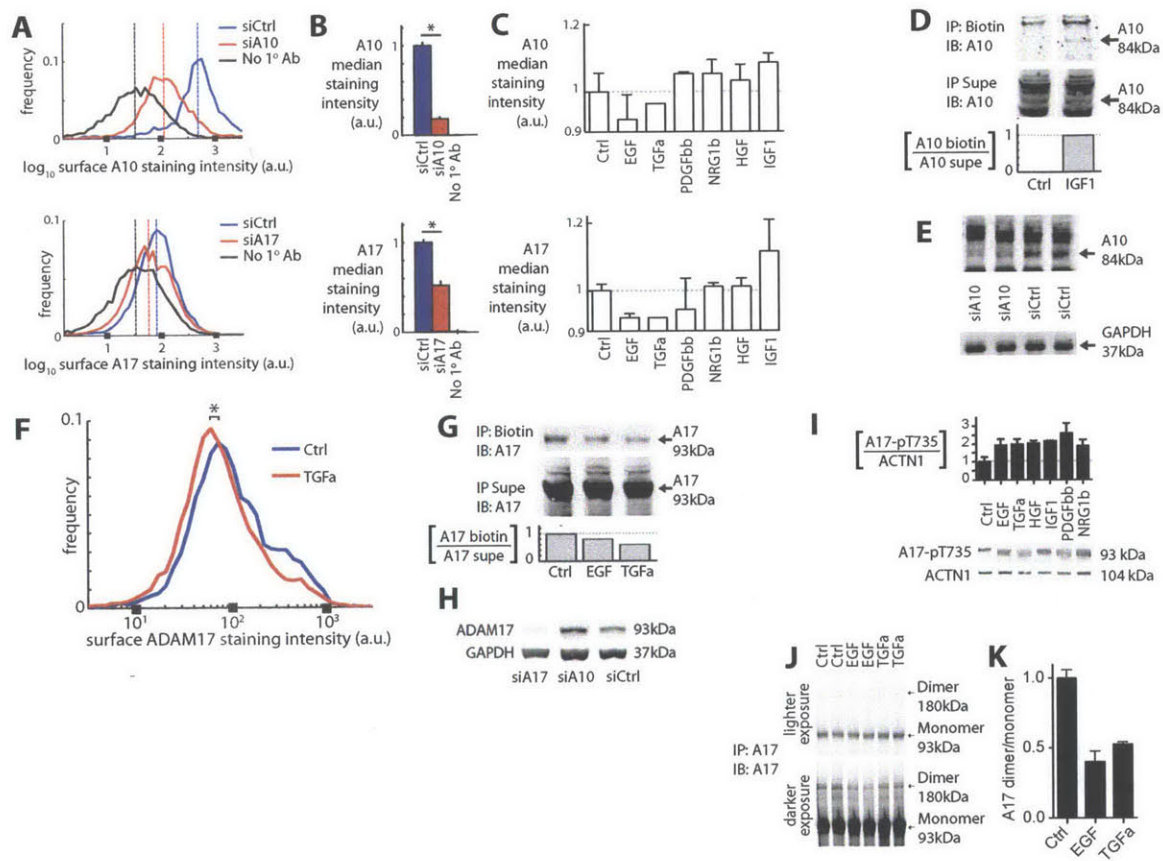 A
siCtrl
siA10
No 1° Ab
0.1
frequency
0
1
2
3
log10 surface A10 staining intensity (a.u.)
siCtrl
siA17
No 1° Ab
0.1
frequency
0
1
2
3
log10 surface A17 staining intensity (a.u.)
B
A10
median
staining
intensity
(a.u.)
*
1
0
siCtrl
siA10
No 1° Ab
A17
median
staining
intensity
(a.u.)
*
1
0
siCtrl
siA17
No 1° Ab
C
A10
median
staining
intensity
(a.u.)
1.2
1
0.9
Ctrl
EGF
TGFa
PDGFbb
NRG1b
HGF
IGF1
A17
median
staining
intensity
(a.u.)
1.2
1
0.9
Ctrl
EGF
TGFa
PDGFbb
NRG1b
HGF
IGF1
D
IP: Biotin
IB: A10
A10
84kDa
IP Supe
IB: A10
A10
84kDa
A10 biotin
A10 supe
1
0
Ctrl
IGF1
E
A10
84kDa
siA10
siA10
siCtrl
siCtrl
GAPDH
37kDa
F
0.1
*
Ctrl
TGFa
frequency
0
10^1
10^2
10^3
surface ADAM17 staining intensity (a.u.)
G
IP: Biotin
IB: A17
A17
93kDa
IP Supe
IB: A17
A17
93kDa
A17 biotin
A17 supe
1
0
Ctrl
EGF
TGFa
H
ADAM17
93kDa
GAPDH
37kDa
siA17
siA10
siCtrl
I
A17-pT735
ACTN1
3
2
1
0
Ctrl
EGF
TGFa
HGF
IGF1
PDGFbb
NRG1b
A17-pT735
93 kDa
ACTN1
104 kDa
J
Ctrl
Ctrl
EGF
EGF
TGFa
TGFa
lighter
exposure
Dimer
180kDa
Monomer
93kDa
IP: A17
IB: A17
darker
exposure
Dimer
180kDa
Monomer
93kDa
K
A17 dimer/monomer
1.0
0.5
0.0
Ctrl
EGF
TGFa